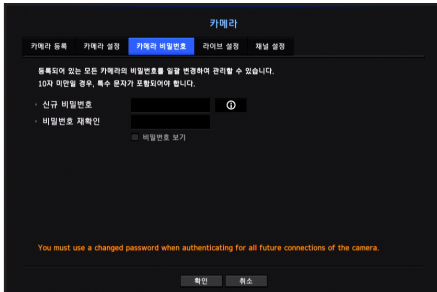 카메라
카메라 등록 카메라 설정 카메라 비밀번호 라이브 설정 채널 설정
등록되어 있는 모든 카메라의 비밀번호를 일괄 변경하여 관리할 수 있습니다.
10자 미만일 경우, 특수 문자가 포함되어야 합니다.
· 신규 비밀번호
· 비밀번호 재확인
비밀번호 보기
You must use a changed password when authenticating for all future connections of the camera.
확인 취소